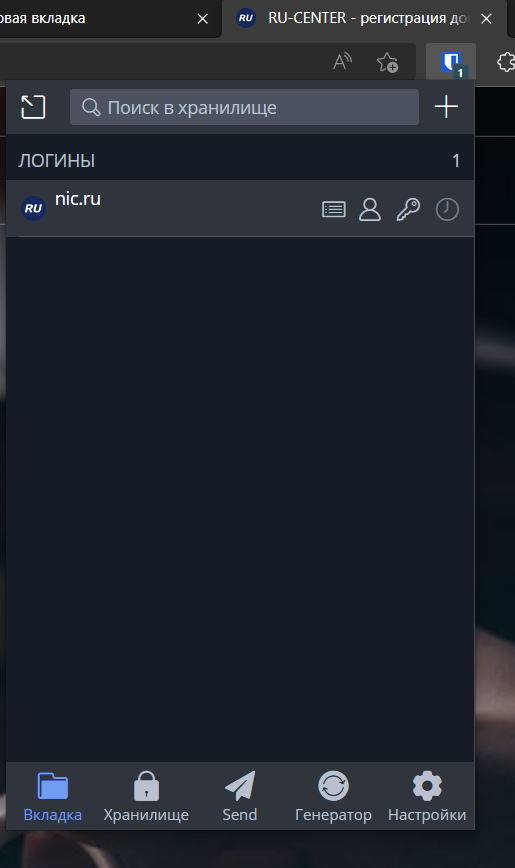 овая вкладка
RU RU-CENTER - регистрация до
A
1
Поиск в хранилище
ЛОГИНЫ 1
RU nic.ru
Вкладка Хранилище Send Генератор Настройки